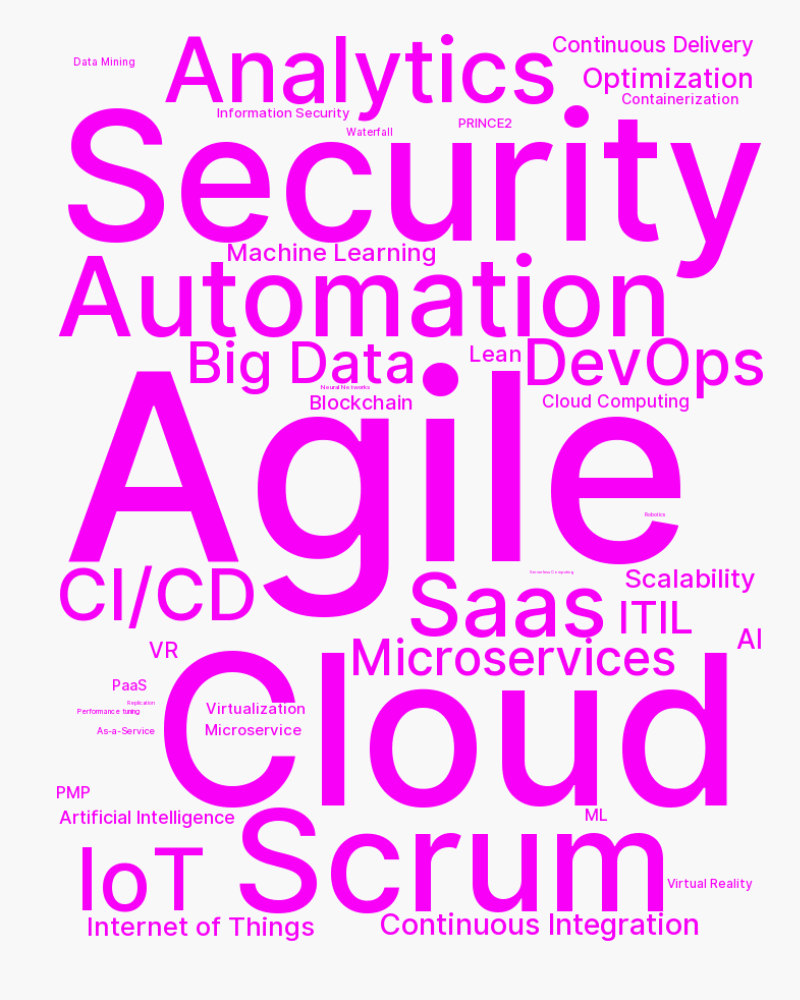 Analytics
Continuous Delivery
Data Mining
Optimization
Containerization
Information Security
PRINCE2
Waterfall
Security
Machine Learning
Automation
Big Data
Lean
DevOps
Neural Networks
Blockchain
Cloud Computing
Agile
Robotics
Serverless Computing
CI/CD
Saas
Scalability
ITIL
AI
VR
Microservices
PaaS
Cloud
Replication
Performance tuning
Virtualization
As-a-Service
Microservice
PMP
Artificial Intelligence
ML
IoT
Scrum
Virtual Reality
Internet of Things
Continuous Integration